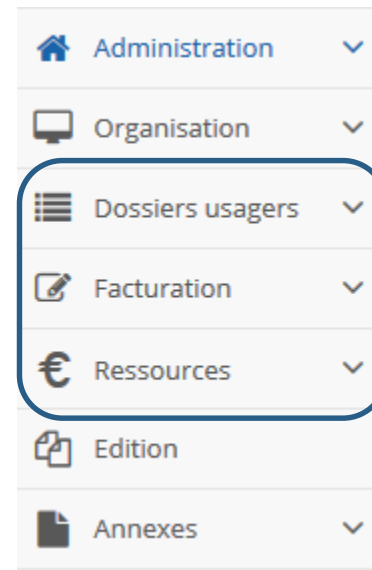 Administration
Organisation
Dossiers usagers
Facturation
€ Ressources
Edition
Annexes